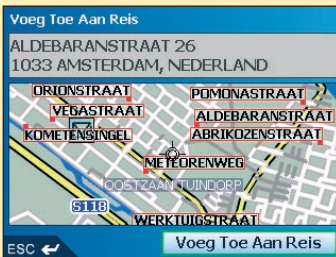 Voeg Toe Aan Reis
ALDEBARANSTRAAT 26
1033 AMSTERDAM, NEDERLAND
ORIONSTRAAT
POMONASTRAAT
VEGASTRAAT
ALDEBARANSTRAAT
KOMETENSINGEL
ABRIKOZENSTRAAT
METEORENWEG
OOSTZAAN TUINDORP
S118
WERKTUIGSTRAAT
ESC
Voeg Toe Aan Reis